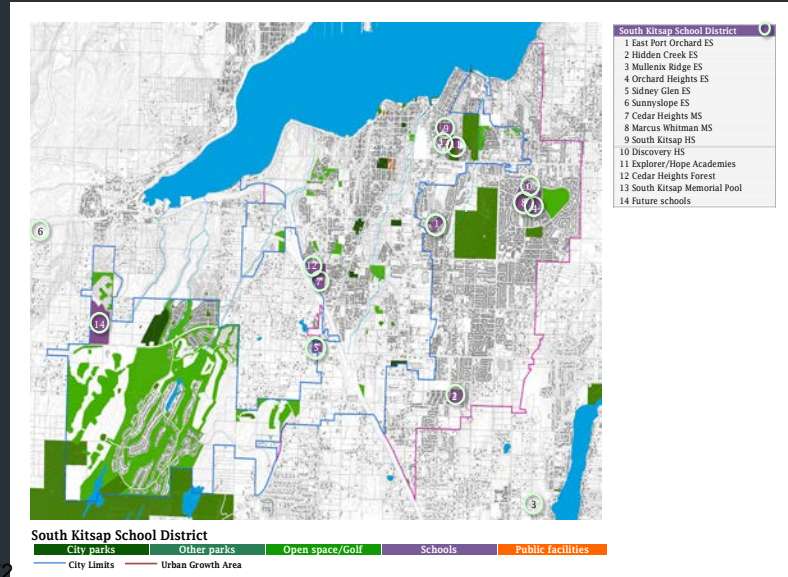 South Kitsap School District
1 East Port Orchard ES
2 Hidden Creek ES
3 Mullenix Ridge ES
4 Orchard Heights ES
5 Sidney Glen ES
6 Sunnyslope ES
7 Cedar Heights MS
8 Marcus Whitman MS
9 South Kitsap HS
10 Discovery HS
11 Explorer/Hope Academies
12 Cedar Heights Forest
13 South Kitsap Memorial Pool
14 Future schools
9
6
1
12
7
14
5
2
3
South Kitsap School District
City parks Other parks Open space/Golf Schools Public facilities
City Limits Urban Growth Area
2